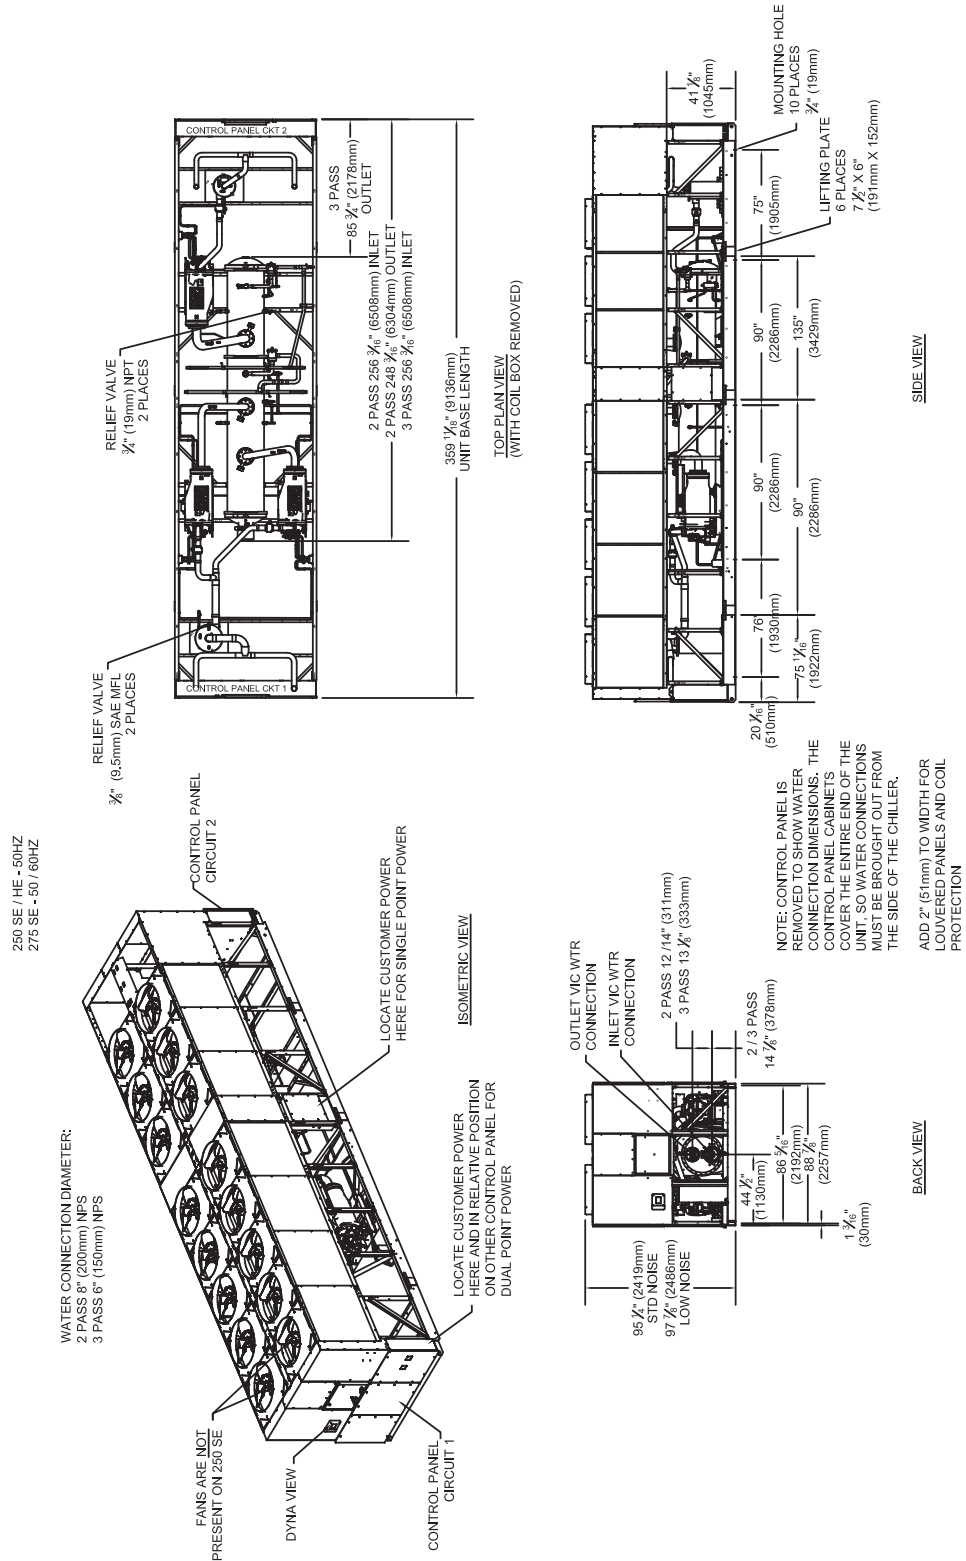 250 SE / HE - 50HZ
275 SE - 50 / 60HZ
WATER CONNECTION DIAMETER:
2 PASS 8" (200mm) NPS
3 PASS 6" (150mm) NPS
FANS ARE NOT
PRESENT ON 250 SE
DYNA VIEW
CONTROL PANEL
CIRCUIT 1
LOCATE CUSTOMER POWER
HERE AND IN RELATIVE POSITION
ON OTHER CONTROL PANEL FOR
DUAL POINT POWER
LOCATE CUSTOMER POWER
HERE FOR SINGLE POINT POWER
CONTROL PANEL
CIRCUIT 2
ISOMETRIC VIEW
RELIEF VALVE
3/8" (9.5mm) SAE MFL
2 PLACES
RELIEF VALVE
3/4" (19mm) NPT
2 PLACES
CONTROL PANEL CKT 1
CONTROL PANEL CKT 2
3 PASS
85 3/4" (2178mm)
OUTLET
2 PASS 256 3/16" (6508mm) INLET
2 PASS 248 3/16" (6304mm) OUTLET
3 PASS 256 3/16" (6508mm) INLET
359 11/16" (9136mm)
UNIT BASE LENGTH
TOP PLAN VIEW
(WITH COIL BOX REMOVED)
95 1/4" (2419mm)
STD NOISE
97 7/8" (2486mm)
LOW NOISE
OUTLET VIC WTR
CONNECTION
INLET VIC WTR
CONNECTION
2 PASS 12 /14" (311mm)
3 PASS 13 1/8" (333mm)
2 / 3 PASS
14 7/8" (378mm)
44 1/2"
(1130mm)
86 5/16"
(2192mm)
88 7/8"
(2257mm)
1 3/16"
(30mm)
BACK VIEW
NOTE: CONTROL PANEL IS
REMOVED TO SHOW WATER
CONNECTION DIMENSIONS. THE
CONTROL PANEL CABINETS
COVER THE ENTIRE END OF THE
UNIT, SO WATER CONNECTIONS
MUST BE BROUGHT OUT FROM
THE SIDE OF THE CHILLER.
ADD 2" (51mm) TO WIDTH FOR
LOUVERED PANELS AND COIL
PROTECTION
41 1/8"
(1045mm)
MOUNTING HOLE
10 PLACES
3/4" (19mm)
LIFTING PLATE
6 PLACES
7 1/2" X 6"
(191mm X 152mm)
20 1/16"
(510mm)
76"
(1930mm)
90"
(2286mm)
90"
(2286mm)
75"
(1905mm)
75 11/16"
(1922mm)
90"
(2286mm)
135"
(3429mm)
SIDE VIEW